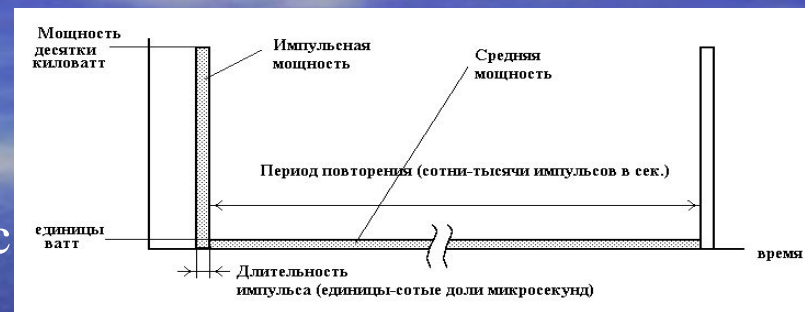 Мощность
десятки
киловатт
Импульсная
мощность
Средняя
мощность
Период повторения (сотни-тысячи импульсов в сек.)
с
единицы
ватт
время
Длительность
импульса (единицы-сотые доли микросекунд)